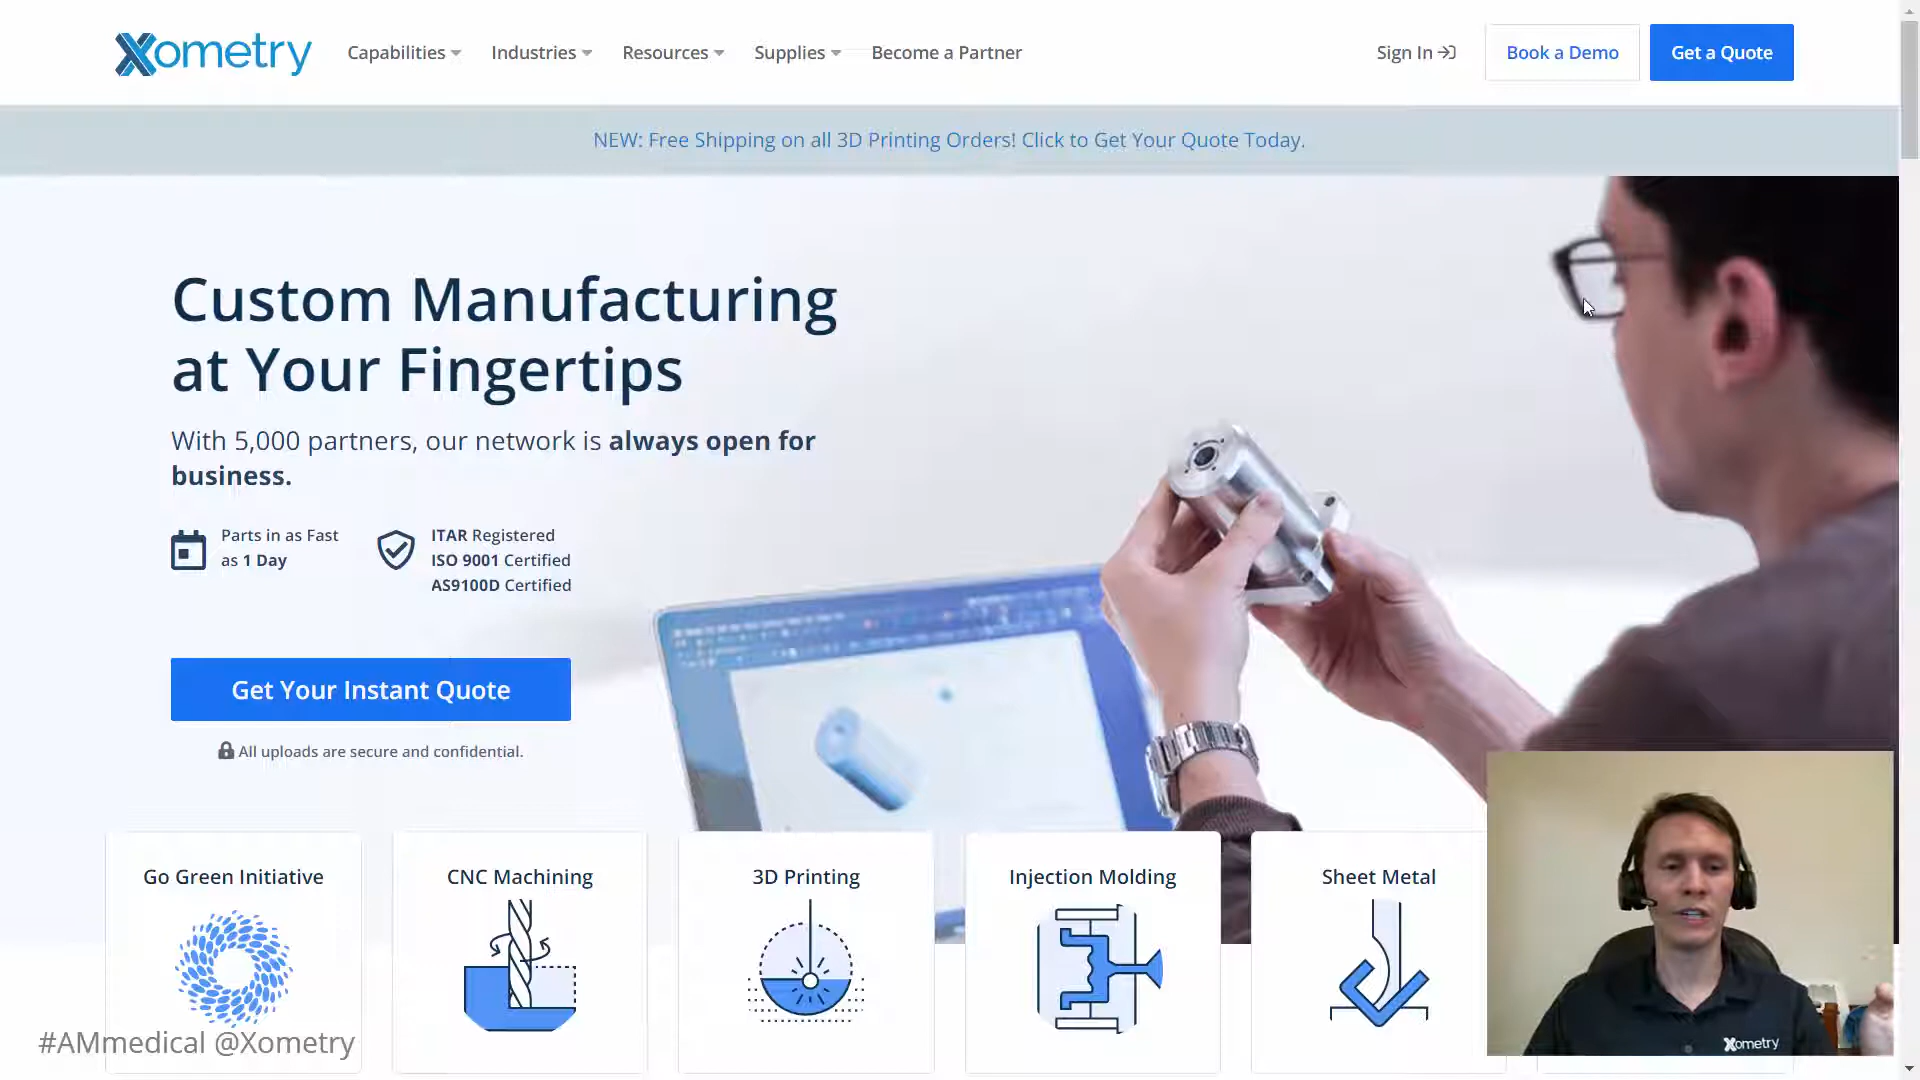 Xometry
Capabilities
Industries
Resources
Supplies
Become a Partner
Sign In
Book a Demo
Get a Quote
NEW: Free Shipping on all 3D Printing Orders! Click to Get Your Quote Today.
Custom Manufacturing
at Your Fingertips
With 5,000 partners, our network is always open for
business.
Parts in as Fast
as 1 Day
ITAR Registered
ISO 9001 Certified
AS9100D Certified
Get Your Instant Quote
All uploads are secure and confidential.
Go Green Initiative
CNC Machining
3D Printing
Injection Molding
Sheet Metal
#AMmedical @Xometry
Xometry